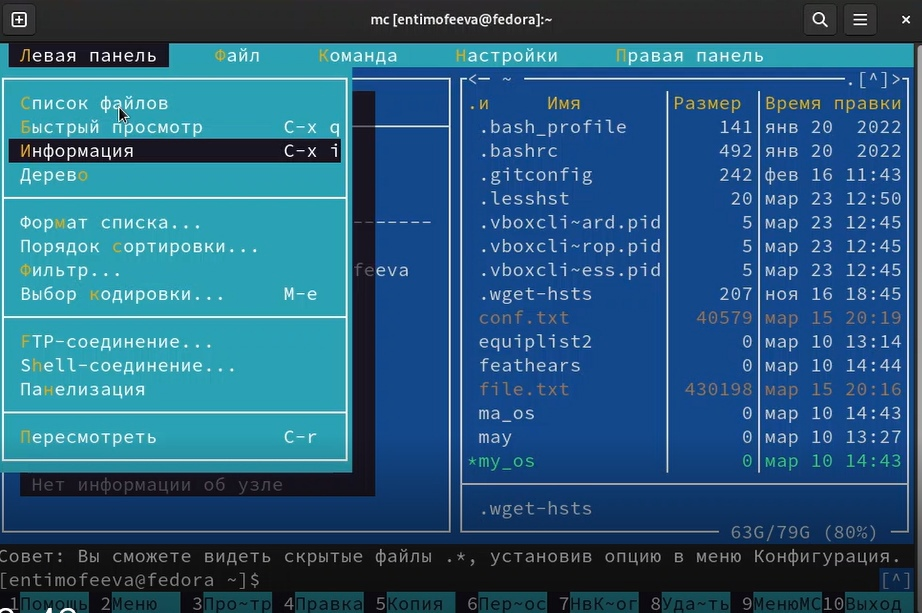 mc [entimofeeva@fedora]:~
Левая панель Файл Команда Настройки Правая панель
Список файлов
Быстрый просмотр C-x q
Информация C-x i
Дерево
Формат списка...
Порядок сортировки...
Фильтр...
Выбор кодировки... M-e
FTP-соединение...
Shell-соединение...
Панелизация
Пересмотреть C-r
feeva
Нет информации об узле
<─ ~ .[^]>
.и Имя Размер Время правки
.bash_profile 141 янв 20 2022
.bashrc 492 янв 20 2022
.gitconfig 242 фев 16 11:43
.lesshst 20 мар 23 12:50
.vboxcli~ard.pid 5 мар 23 12:45
.vboxcli~rop.pid 5 мар 23 12:45
.vboxcli~ess.pid 5 мар 23 12:45
.wget-hsts 207 ноя 16 18:45
conf.txt 40579 мар 15 20:19
equiplist2 0 мар 10 13:14
feathers 0 мар 10 14:44
file.txt 430198 мар 15 20:16
ma_os 0 мар 10 14:43
may 0 мар 10 13:27
*my_os 0 мар 10 14:43
.wget-hsts
63G/79G (80%)
Совет: Вы сможете видеть скрытые файлы .*, установив опцию в меню Конфигурация.
[entimofeeva@fedora ~]$ [^]
1Помощь 2Меню 3Про~тр 4Правка 5Копия 6Пер~ос 7НвК~ог 8Уда~ть 9МенюMC 10Выход